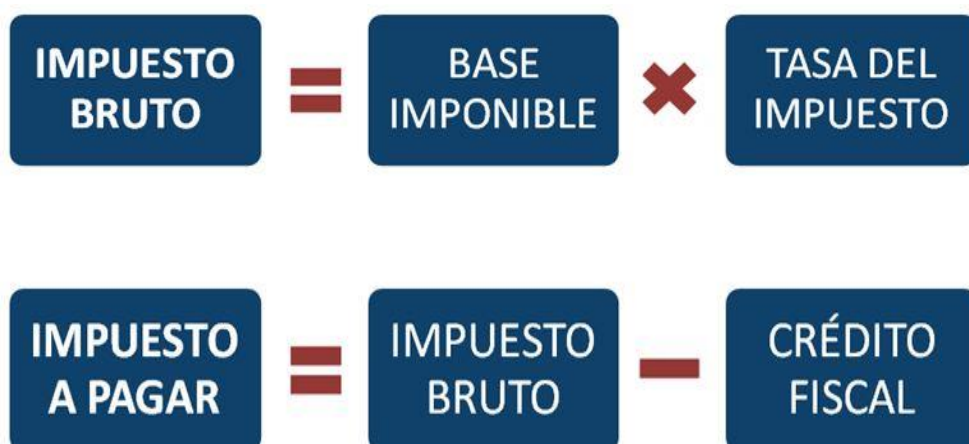 IMPUESTO
BRUTO
=
BASE
IMPONIBLE
×
TASA DEL
IMPUESTO
IMPUESTO
A PAGAR
=
IMPUESTO
BRUTO
−
CRÉDITO
FISCAL